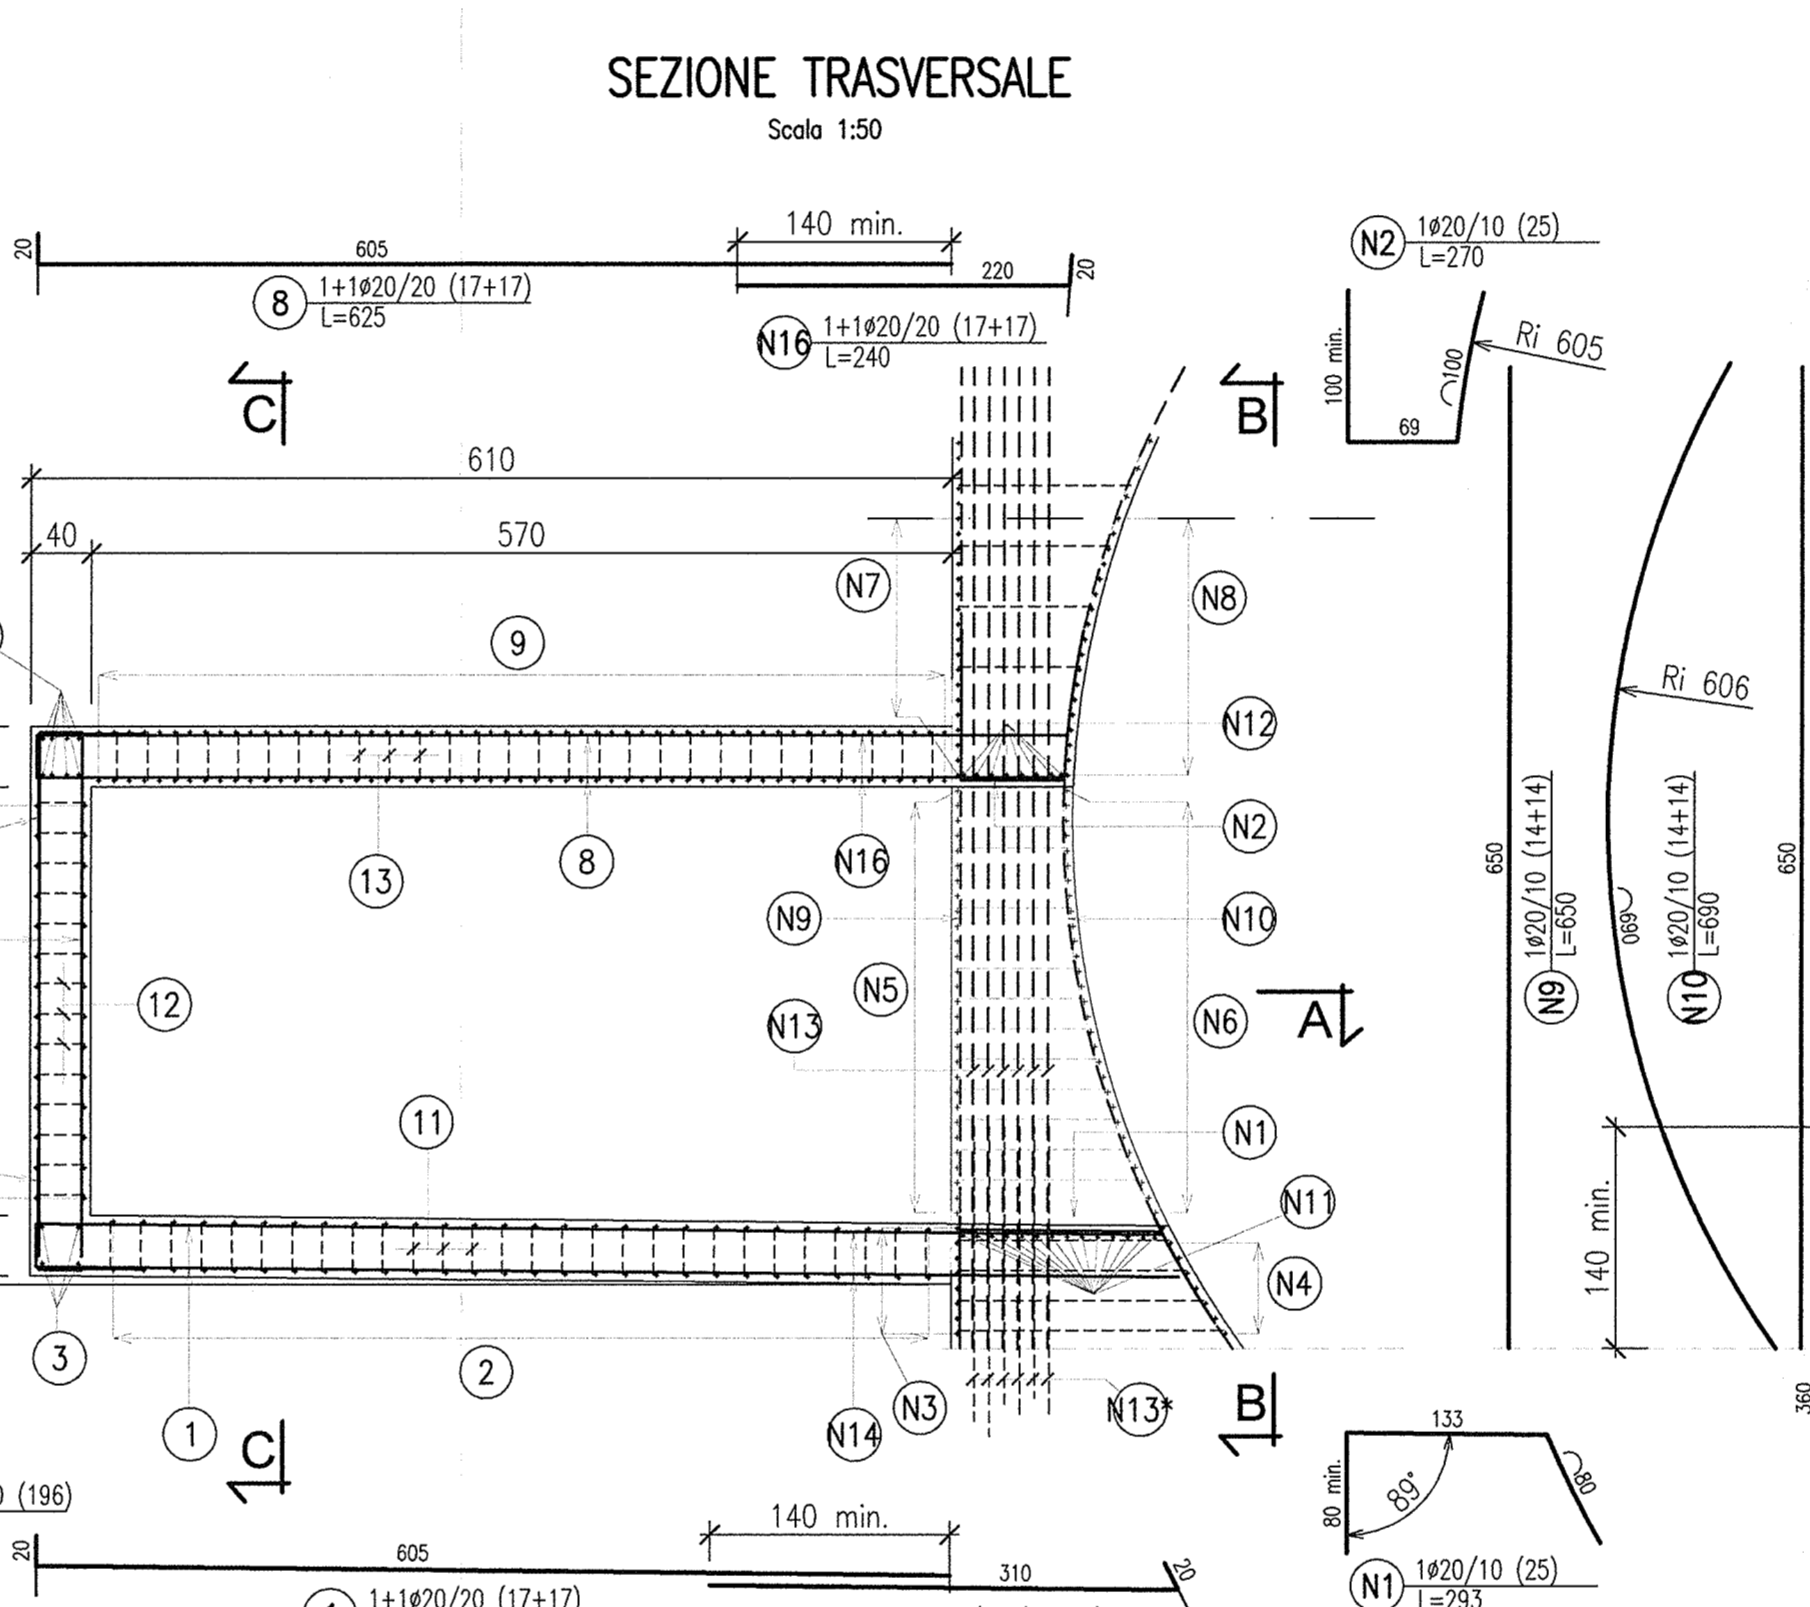 SEZIONE TRASVERSALE
Scala 1:50
20
605
140 min.
220
20
8 1+1ø20/20 (17+17)
L=625
N16 1+1ø20/20 (17+17)
L=240
N2 1ø20/10 (25)
L=270
100 min.
69
100
Ri 605
C
B
610
40
570
N7
N8
9
N12
Ri 606
13
8
N16
N2
N9
N10
N5
N13
N6
12
A
11
N1
N11
N4
650
1ø20/10 (14+14)
L=650
N9
690
1ø20/10 (14+14)
L=690
N10
650
140 min.
360
3
2
1
N14
N3
N13*
C
B
133
80 min.
89°
80
N1 1ø20/10 (25)
L=293
(196)
20
605
140 min.
310
20
1+1ø20/20 (17+17)